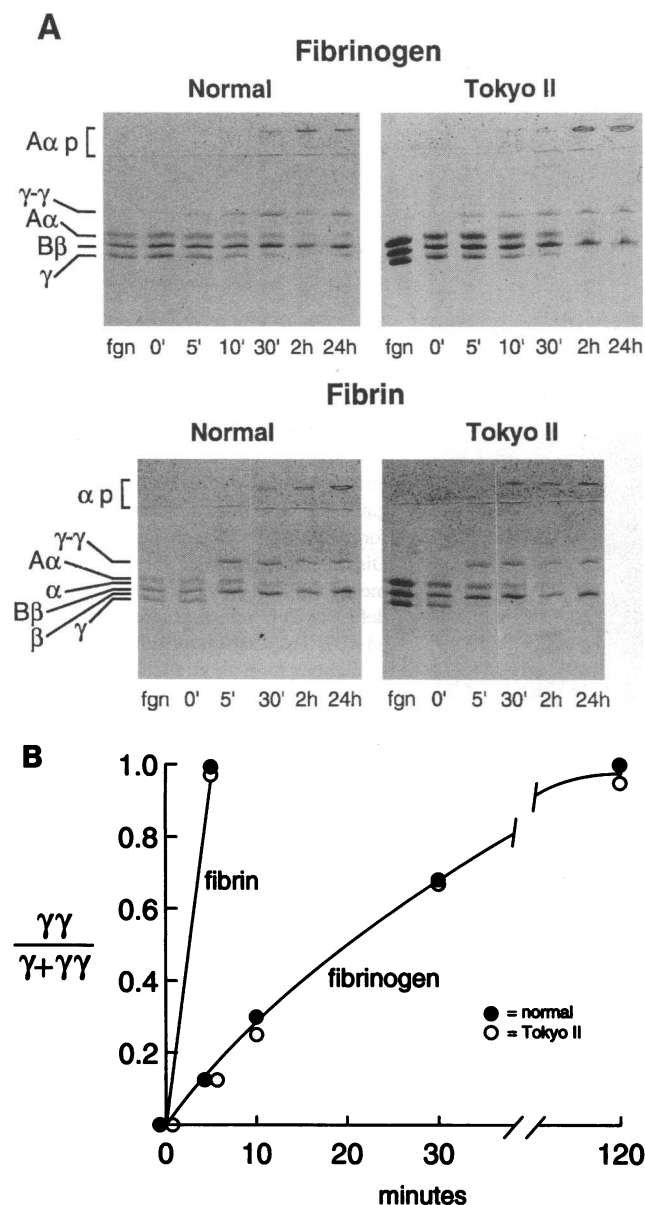 A
Fibrinogen
Normal
Tokyo II
Aα p
γ-γ
Aα
Bβ
γ
fgn 0' 5' 10' 30' 2h 24h
fgn 0' 5' 10' 30' 2h 24h
Fibrin
Normal
Tokyo II
α p
γ-γ
Aα
α
Bβ
β
γ
fgn 0' 5' 30' 2h 24h
fgn 0' 5' 30' 2h 24h
B
1.0
0.8
0.6
0.4
0.2
γγ
γ+γγ
fibrin
fibrinogen
= normal
= Tokyo II
0 10 20 30 120
minutes